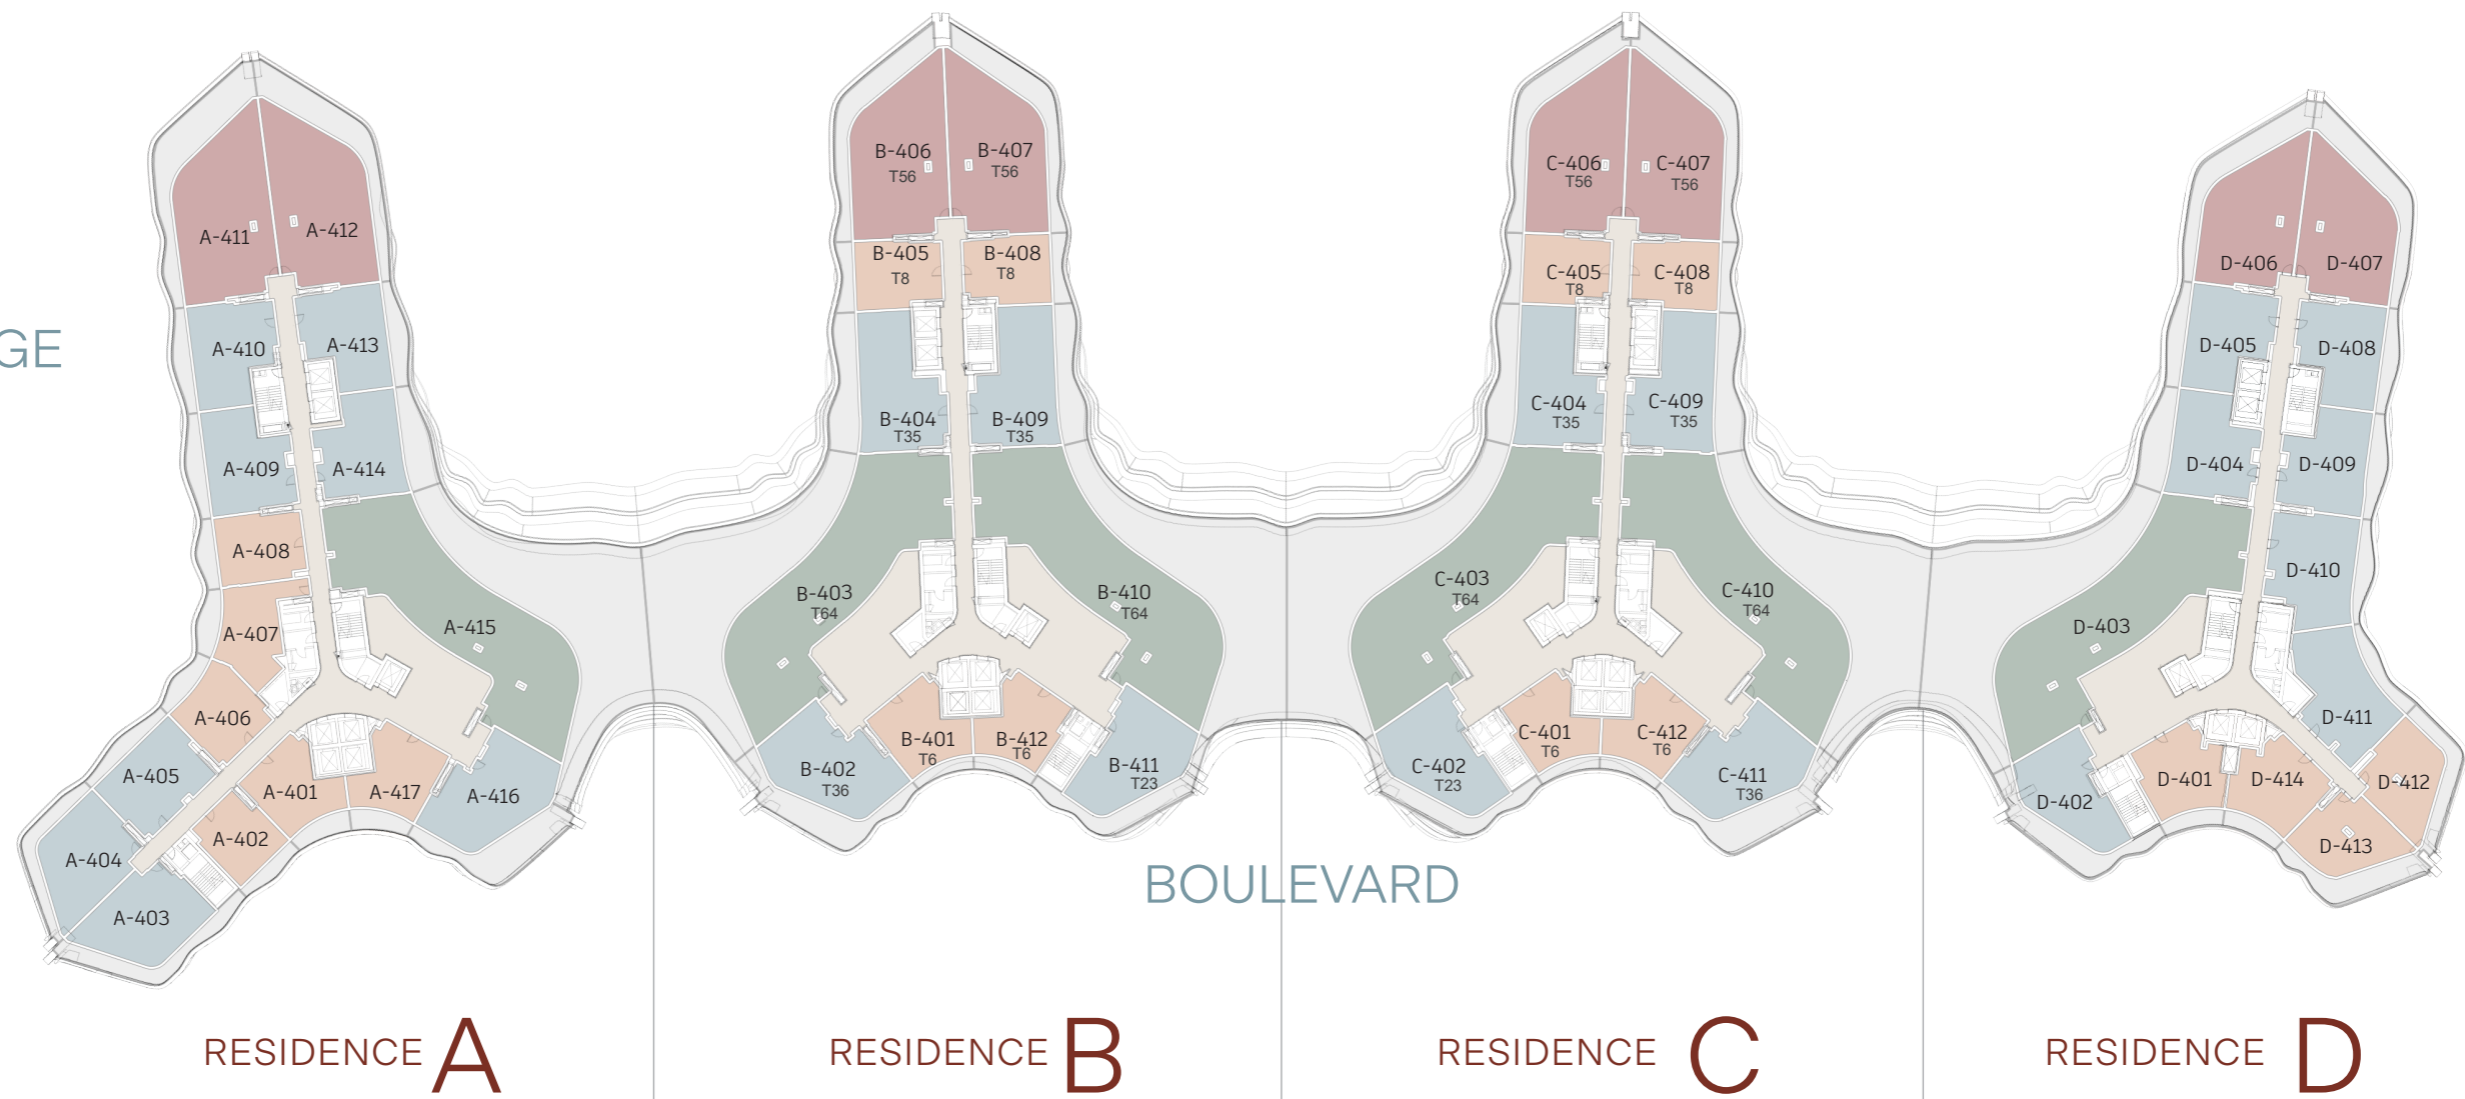 GE
A-411
A-412
A-410
A-413
A-409
A-414
A-408
A-407
A-415
A-406
A-405
A-401
A-417
A-416
A-404
A-402
A-403
B-406
T56
B-407
T56
B-405
T8
B-408
T8
B-404
T35
B-409
T35
B-403
T64
B-410
T64
B-401
T6
B-412
T6
B-402
T36
B-411
T23
C-406
T56
C-407
T56
C-405
T8
C-408
T8
C-404
T35
C-409
T35
C-403
T64
C-410
T64
C-401
T6
C-412
T6
C-402
T23
C-411
T36
D-406
D-407
D-405
D-408
D-404
D-409
D-410
D-403
D-411
D-401
D-414
D-412
D-402
D-413
BOULEVARD
RESIDENCE A
RESIDENCE B
RESIDENCE C
RESIDENCE D